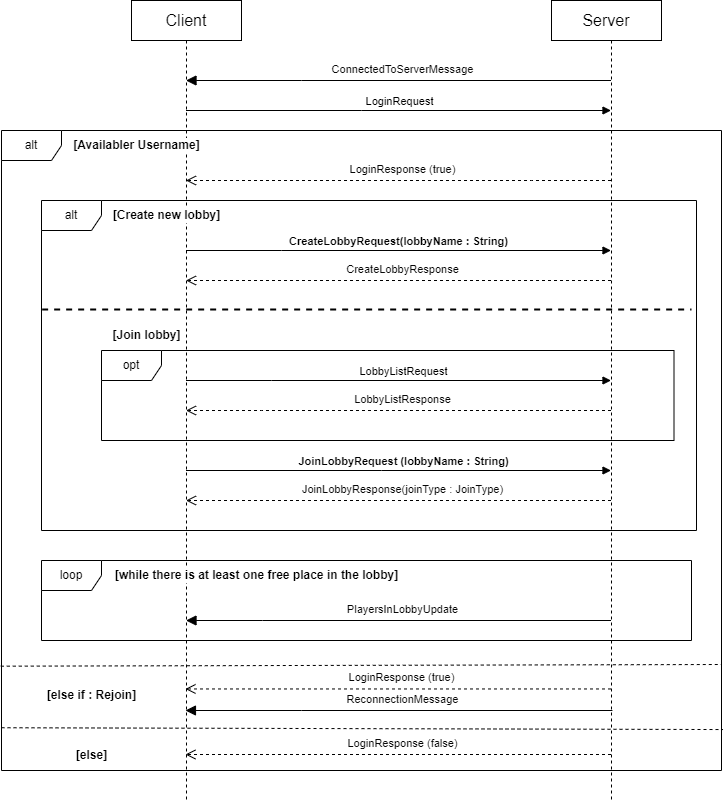 Client
Server
ConnectedToServerMessage
LoginRequest
alt
[Availabler Username]
LoginResponse (true)
alt
[Create new lobby]
CreateLobbyRequest(lobbyName : String)
CreateLobbyResponse
[Join lobby]
opt
LobbyListRequest
LobbyListResponse
JoinLobbyRequest (lobbyName : String)
JoinLobbyResponse(joinType : JoinType)
loop
[while there is at least one free place in the lobby]
PlayersInLobbyUpdate
LoginResponse (true)
[else if : Rejoin]
ReconnectionMessage
LoginResponse (false)
[else]